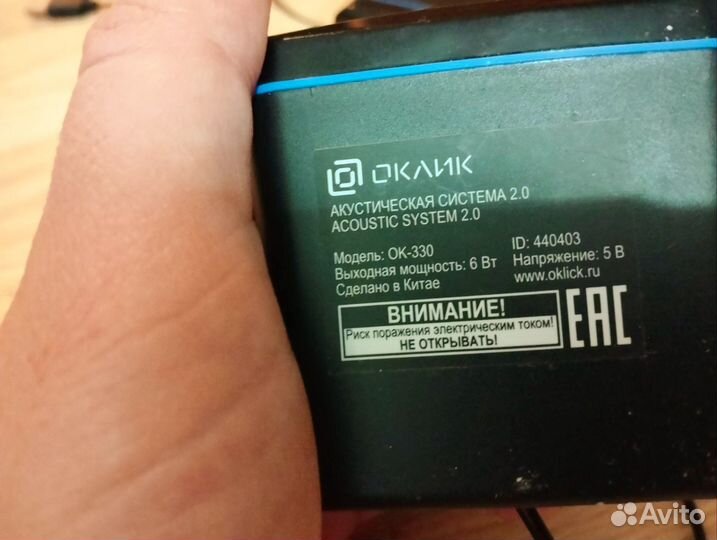 ОКЛИК
АКУСТИЧЕСКАЯ СИСТЕМА 2.0
ACOUSTIC SYSTEM 2.0
Модель: OK-330
ID: 440403
Выходная мощность: 6 Вт
Напряжение: 5 В
Сделано в Китае
www.oklick.ru
ВНИМАНИЕ!
Риск поражения электрическим током!
НЕ ОТКРЫВАТЬ!
EAC
Avito